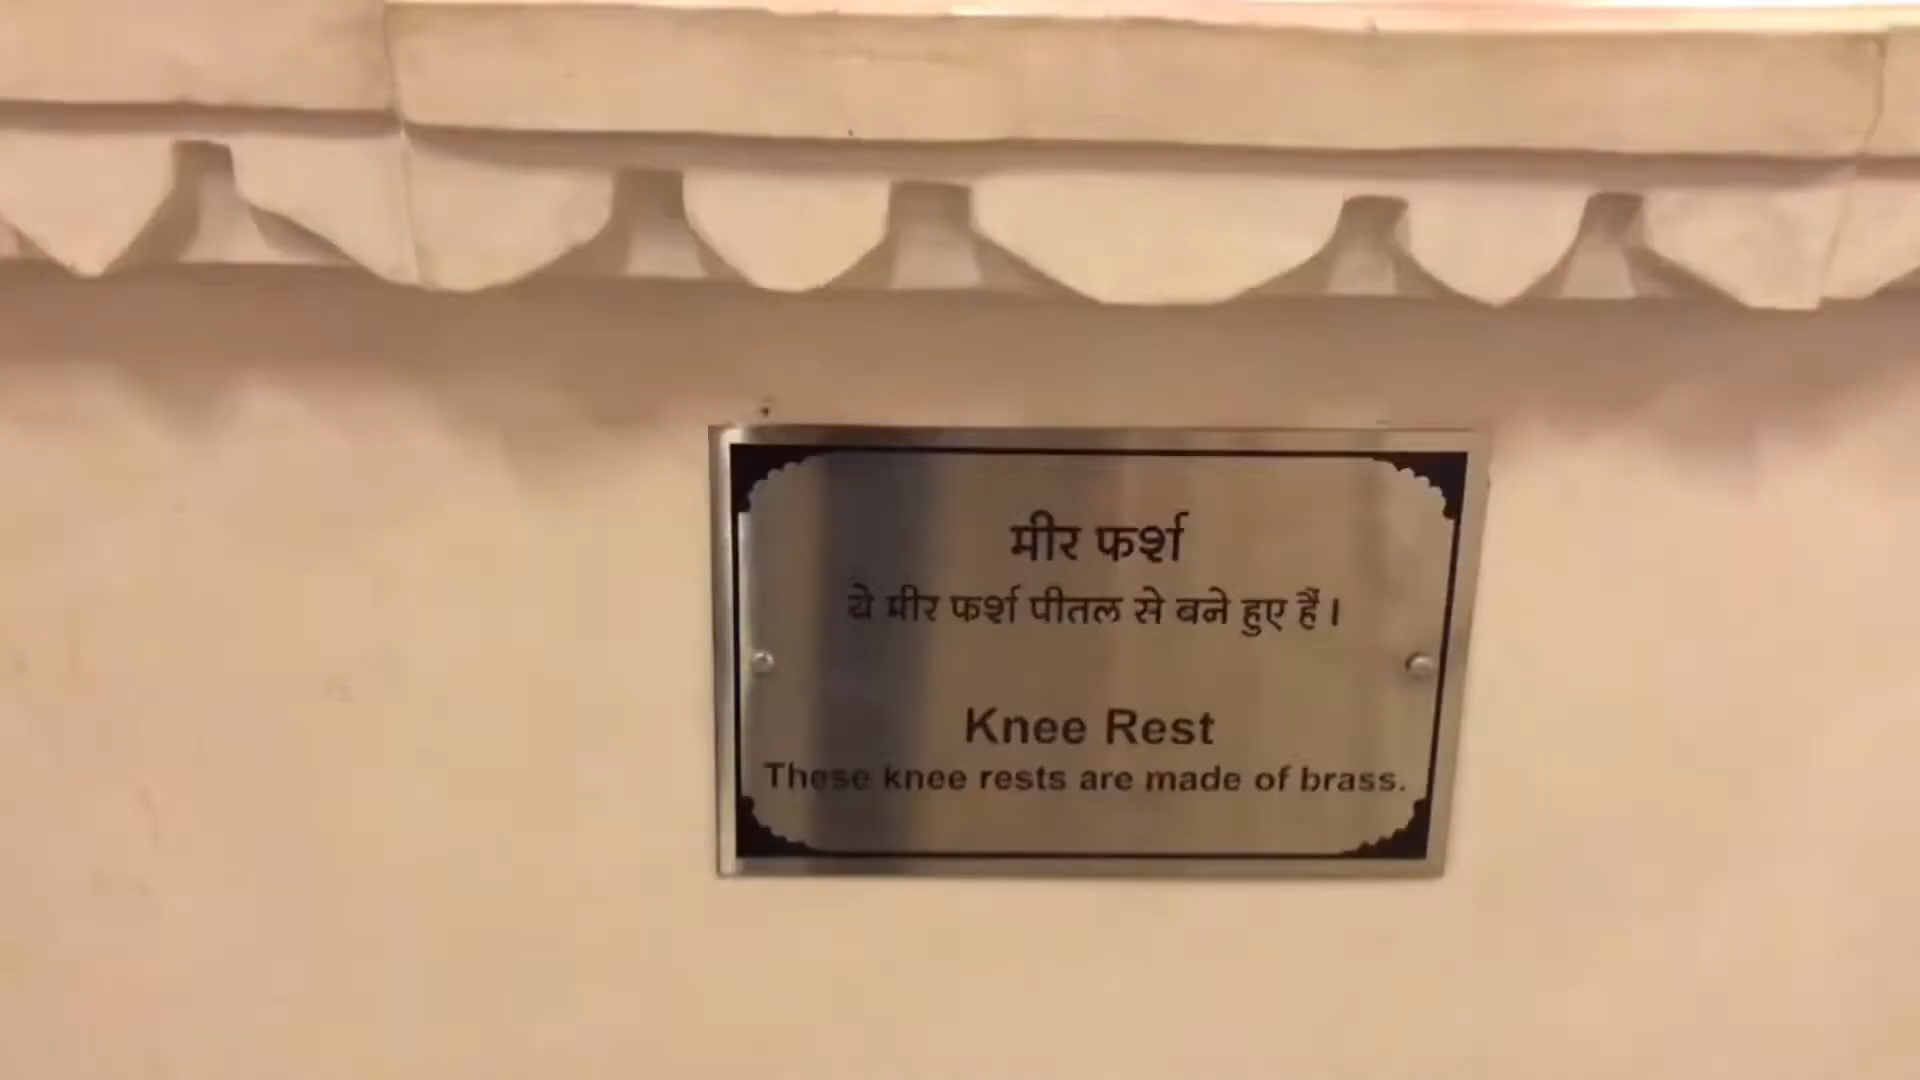 मीर फर्श
ये मीर फर्श पीतल से बने हुए हैं।
Knee Rest
These knee rests are made of brass.